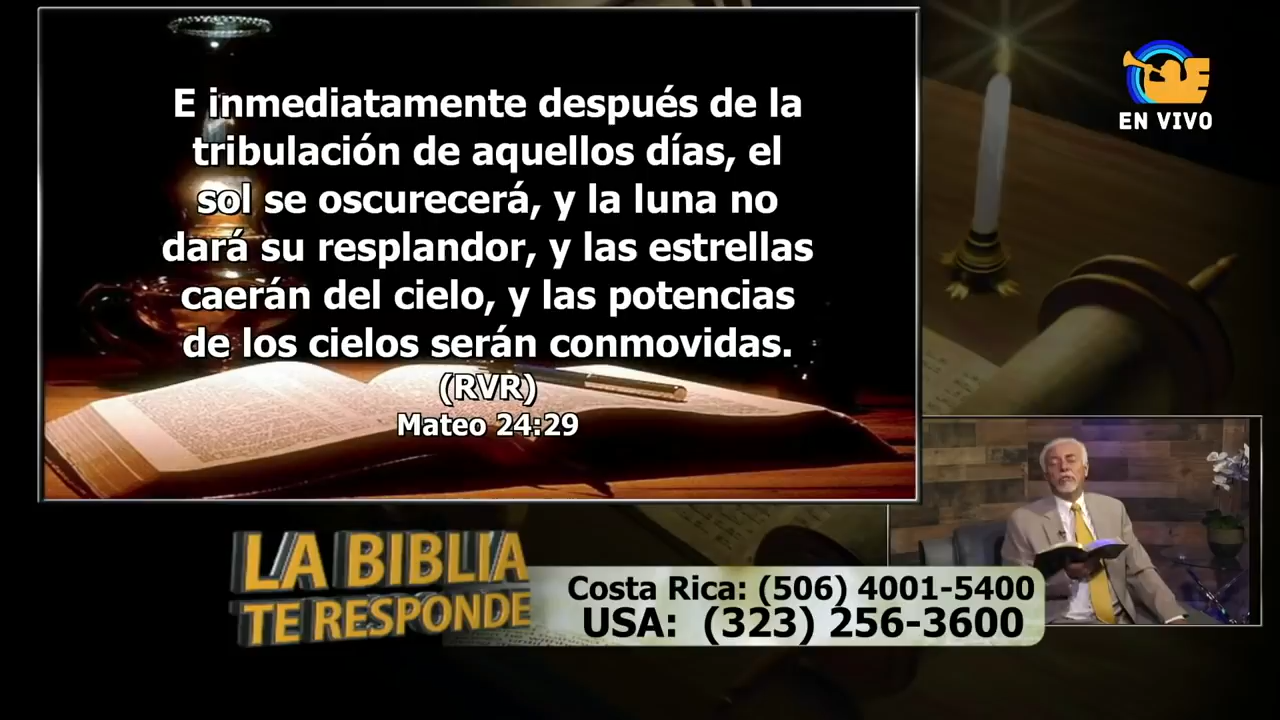 E inmediatamente después de la
tribulación de aquellos días, el
sol se oscurecerá, y la luna no
dará su resplandor, y las estrellas
caerán del cielo, y las potencias
de los cielos serán conmovidas.
(RVR)
Mateo 24:29
EN VIVO
LA BIBLIA
TE RESPONDE
Costa Rica: (506) 4001-5400
USA: (323) 256-3600